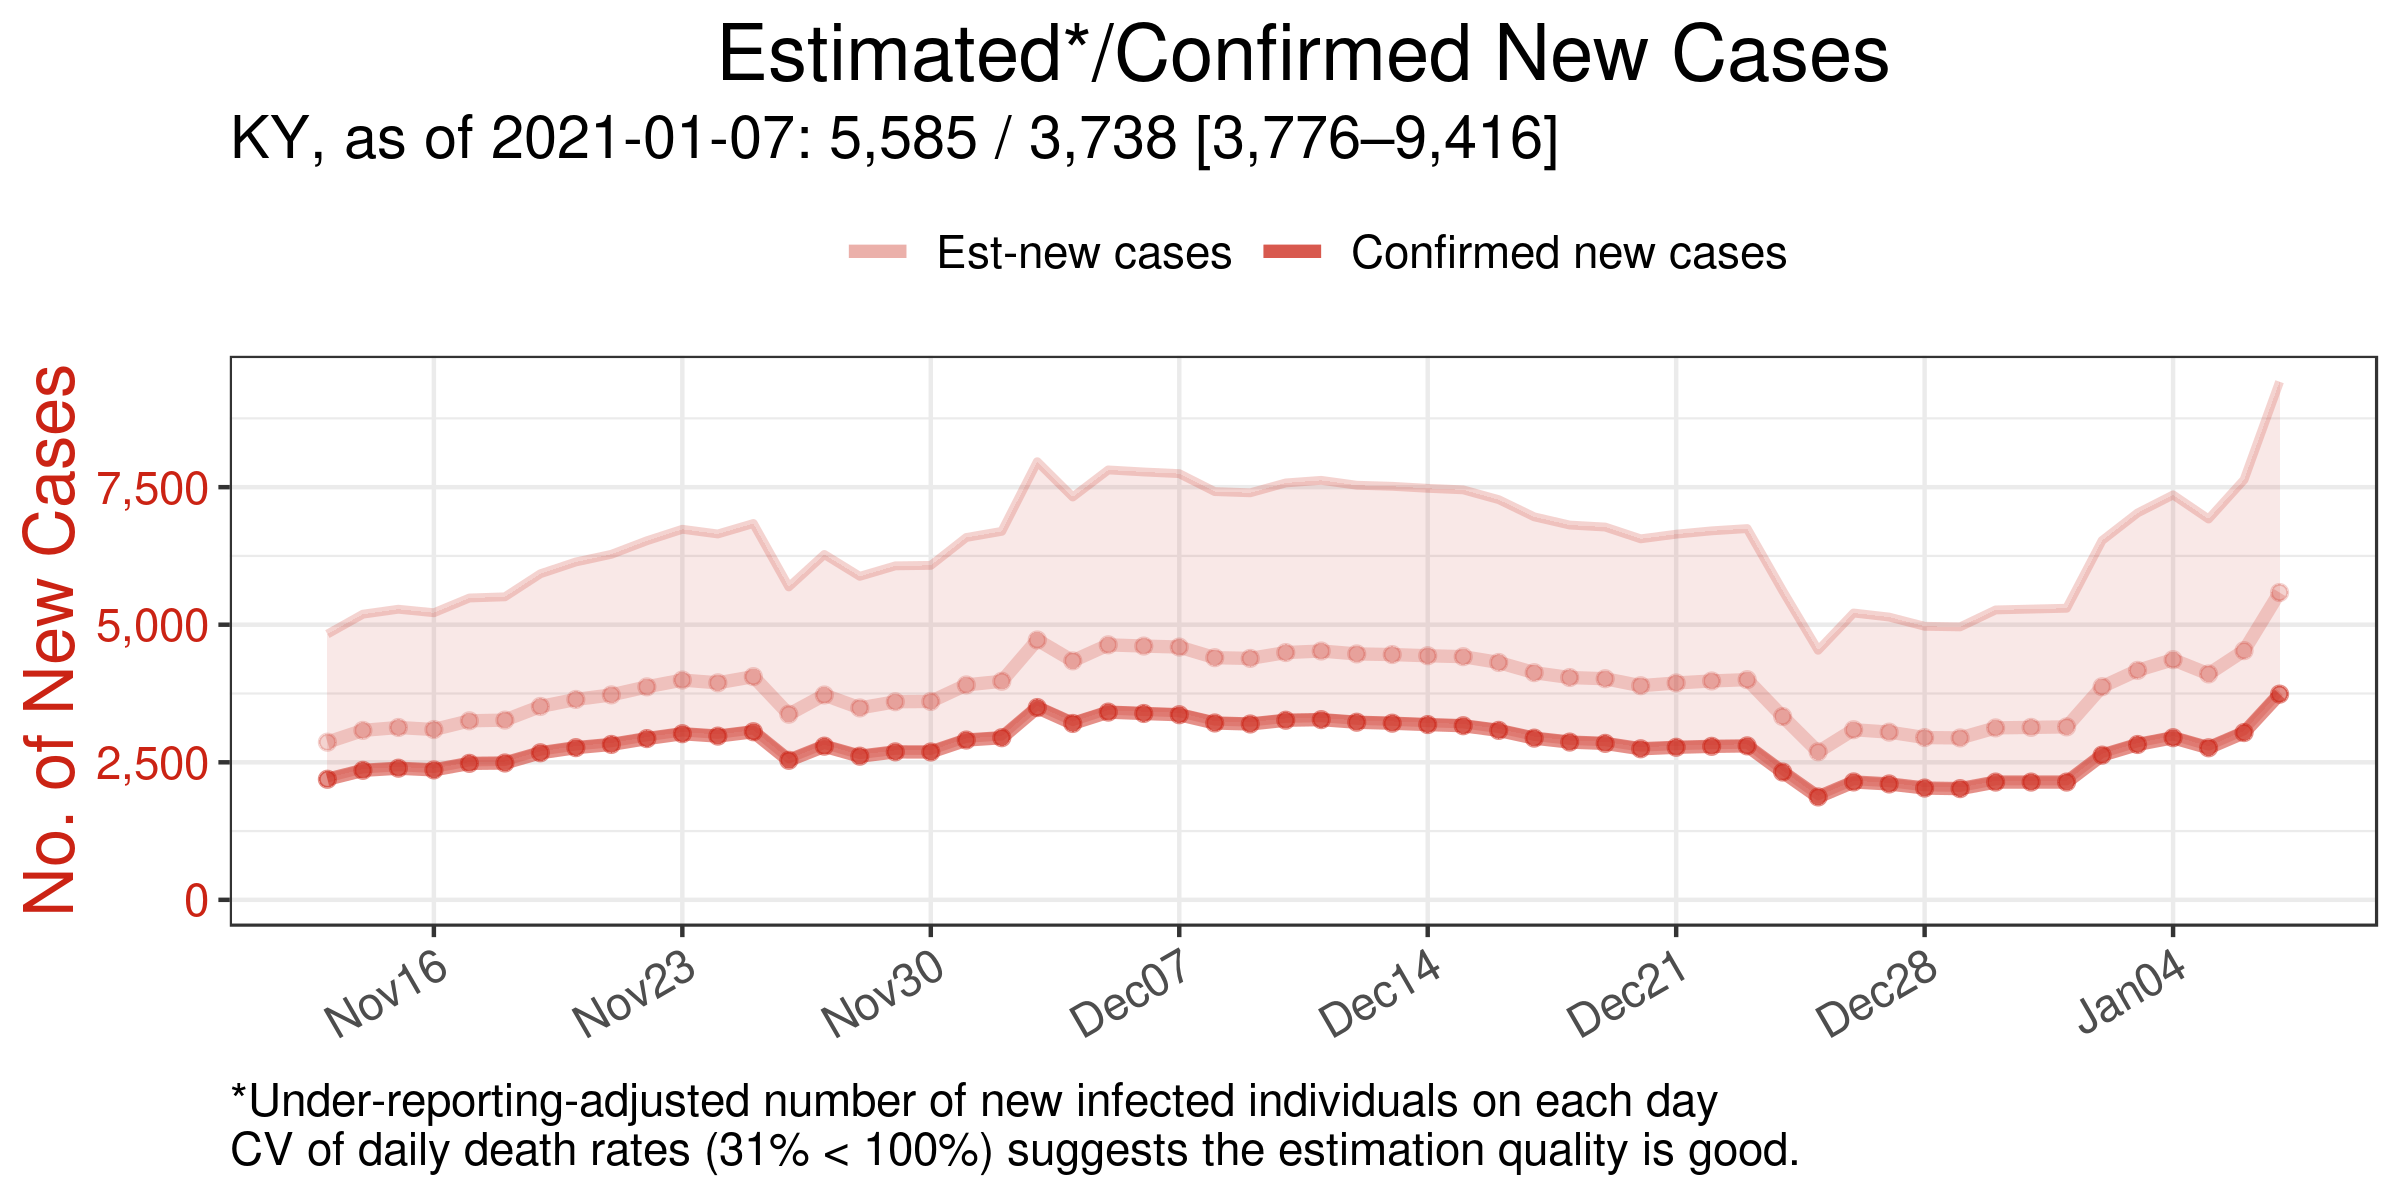 Estimated*/Confirmed New Cases
KY, as of 2021-01-07: 5,585 / 3,738 [3,776–9,416]
Est-new cases
Confirmed new cases
No. of New Cases
7,500
5,000
2,500
0
Nov16
Nov23
Nov30
Dec07
Dec14
Dec21
Dec28
Jan04
*Under-reporting-adjusted number of new infected individuals on each day
CV of daily death rates (31% < 100%) suggests the estimation quality is good.